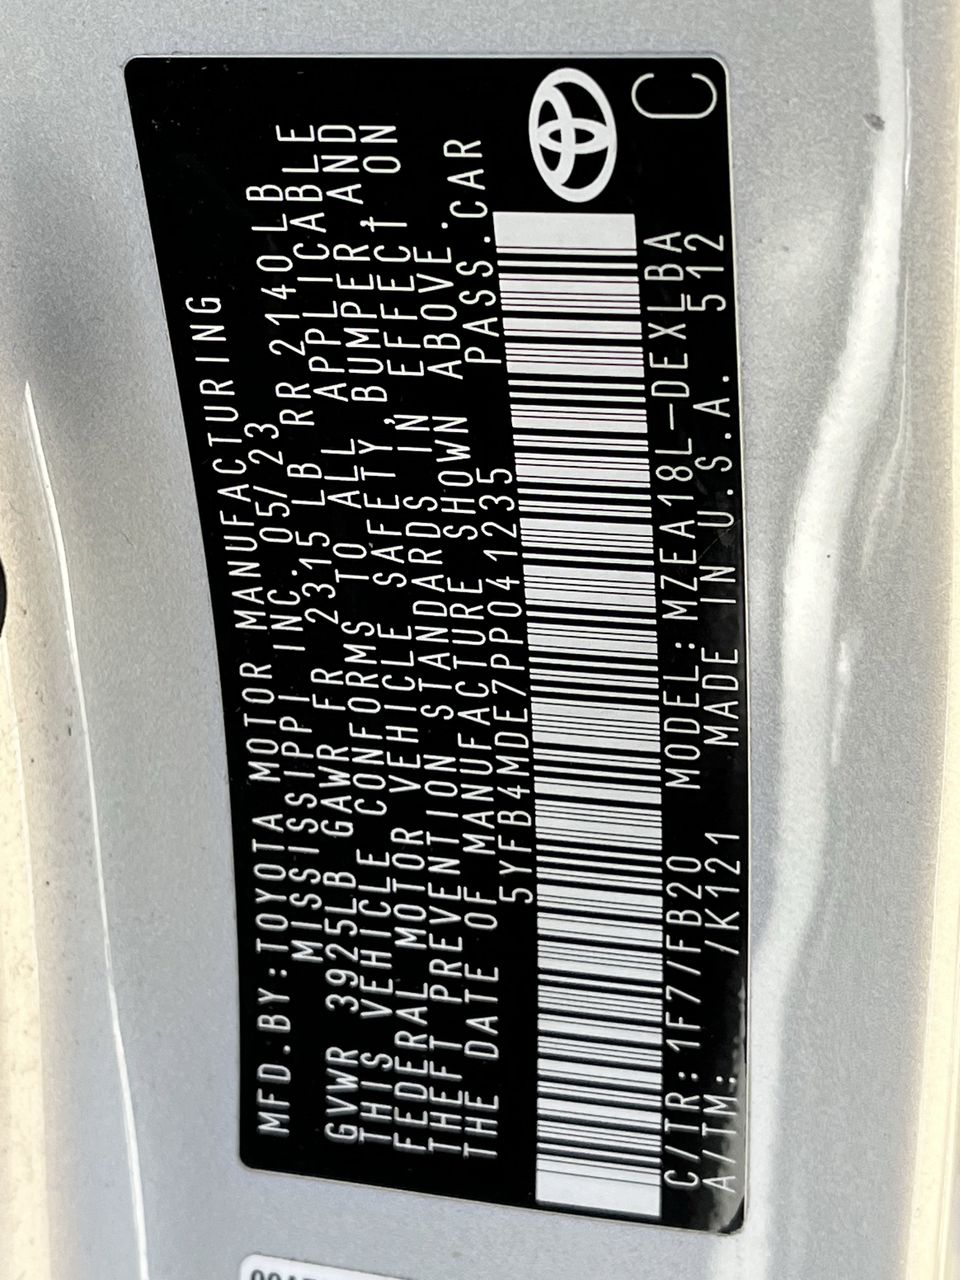 MFD.BY:TOYOTA MOTOR MANUFACTURING
MISSISSIPPI INC. 05/23
GVWR 3925LB GAWR FR 2315 LB RR 2140LB
THIS VEHICLE CONFORMS TO ALL APPLICABLE
FEDERAL MOTOR VEHICLE SAFETY, BUMPER, AND
THEFT PREVENTION STANDARDS IN EFFECT ON
THE DATE OF MANUFACTURE SHOWN ABOVE.
5YFB4MDE7PP041235 PASS.CAR
C/TR:1F7/FB20 MODEL:MZEA18L-DEXLBA
A/TM: /K121 MADE IN U.S.A. 512
C